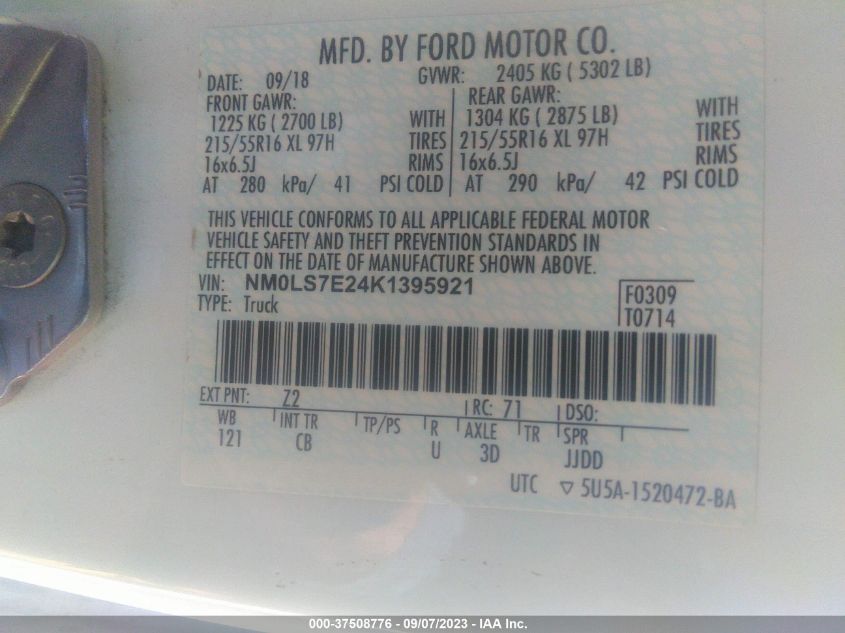 MFD. BY FORD MOTOR CO.
DATE: 09/18 GVWR: 2405 KG ( 5302 LB)
FRONT GAWR: REAR GAWR:
1225 KG ( 2700 LB) WITH 1304 KG ( 2875 LB) WITH
215/55R16 XL 97H TIRES 215/55R16 XL 97H TIRES
16x6.5J RIMS 16x6.5J RIMS
AT 280 kPa/ 41 PSI COLD AT 290 kPa/ 42 PSI COLD
THIS VEHICLE CONFORMS TO ALL APPLICABLE FEDERAL MOTOR
VEHICLE SAFETY AND THEFT PREVENTION STANDARDS IN
EFFECT ON THE DATE OF MANUFACTURE SHOWN ABOVE.
VIN: NM0LS7E24K1395921 F0309
TYPE: Truck T0714
EXT PNT: Z2 RC: 71 DSO:
WB INT TR TP/PS R AXLE TR SPR
121 CB U 3D JJDD
UTC ▽ 5U5A-1520472-BA
000-37508776 - 09/07/2023 - IAA Inc.